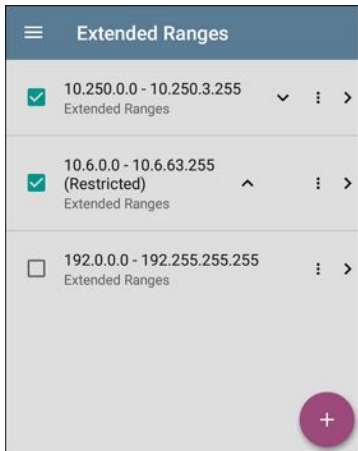 Extended Ranges
10.250.0.0 - 10.250.3.255
Extended Ranges
10.6.0.0 - 10.6.63.255
(Restricted)
Extended Ranges
192.0.0.0 - 192.255.255.255
Extended Ranges